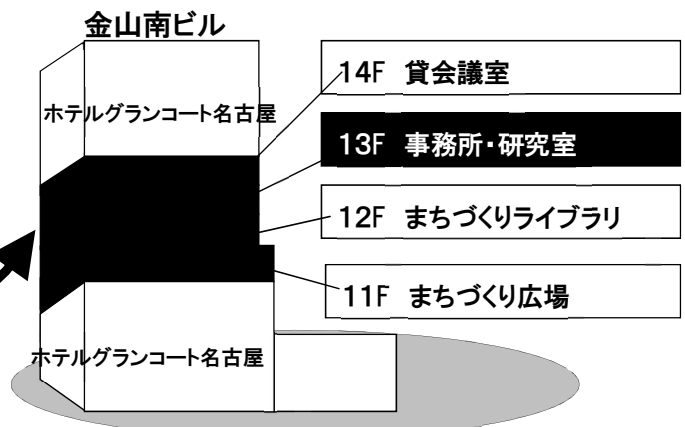 金山南ビル
ホテルグランコート名古屋
14F 貸会議室
13F 事務所・研究室
12F まちづくりライブラリ
11F まちづくり広場
ホテルグランコート名古屋